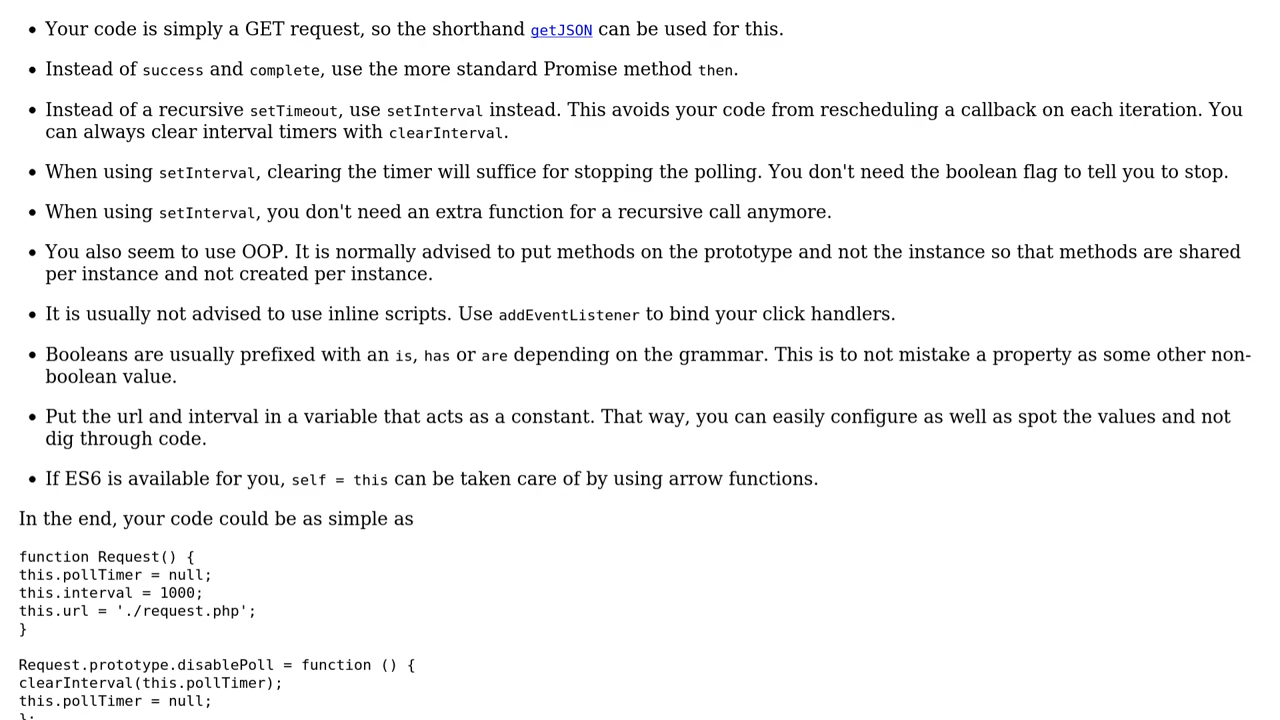 • Your code is simply a GET request, so the shorthand getJSON can be used for this.
• Instead of success and complete, use the more standard Promise method then.
• Instead of a recursive setTimeout, use setInterval instead. This avoids your code from rescheduling a callback on each iteration. You
can always clear interval timers with clearInterval.
• When using setInterval, clearing the timer will suffice for stopping the polling. You don't need the boolean flag to tell you to stop.
• When using setInterval, you don't need an extra function for a recursive call anymore.
• You also seem to use OOP. It is normally advised to put methods on the prototype and not the instance so that methods are shared
per instance and not created per instance.
• It is usually not advised to use inline scripts. Use addEventListener to bind your click handlers.
• Booleans are usually prefixed with an is, has or are depending on the grammar. This is to not mistake a property as some other non-
boolean value.
• Put the url and interval in a variable that acts as a constant. That way, you can easily configure as well as spot the values and not
dig through code.
• If ES6 is available for you, self = this can be taken care of by using arrow functions.
In the end, your code could be as simple as
function Request() {
this.pollTimer = null;
this.interval = 1000;
this.url = './request.php';
}
Request.prototype.disablePoll = function () {
clearInterval(this.pollTimer);
this.pollTimer = null;
};